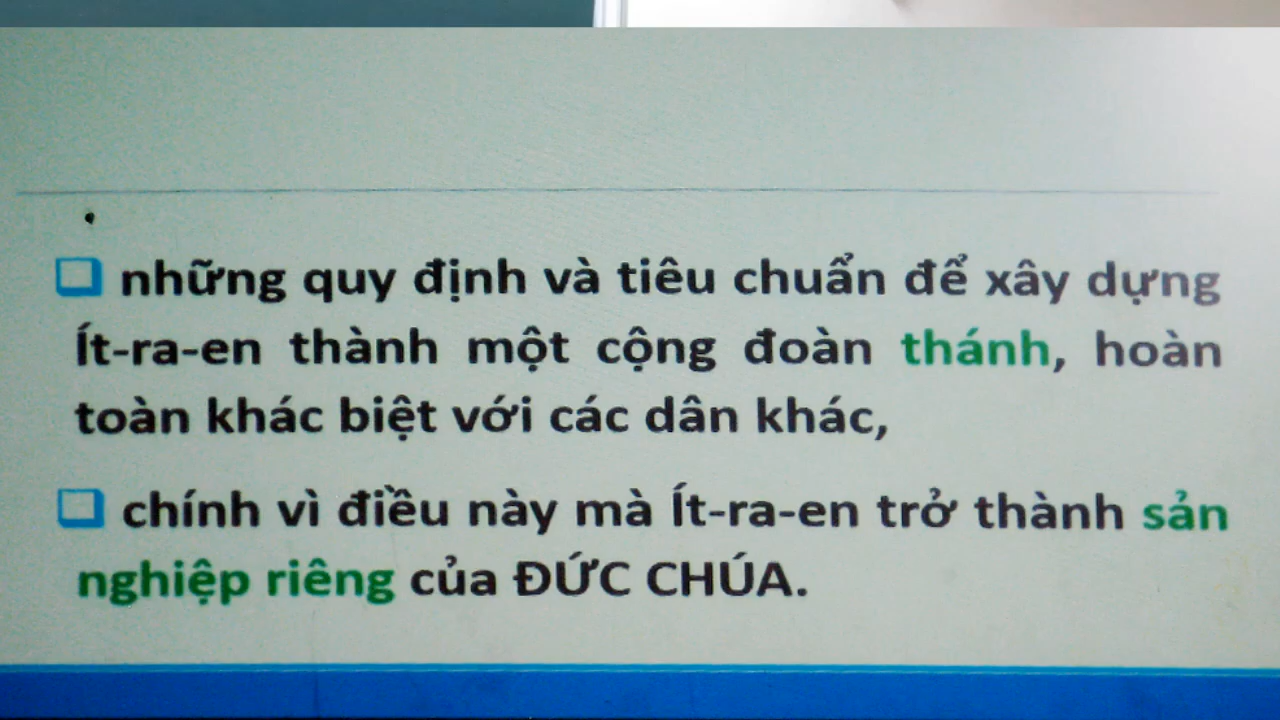 những quy định và tiêu chuẩn để xây dựng
Ít-ra-en thành một cộng đoàn thánh, hoàn
toàn khác biệt với các dân khác,
chính vì điều này mà Ít-ra-en trở thành sản
nghiệp riêng của ĐỨC CHÚA.